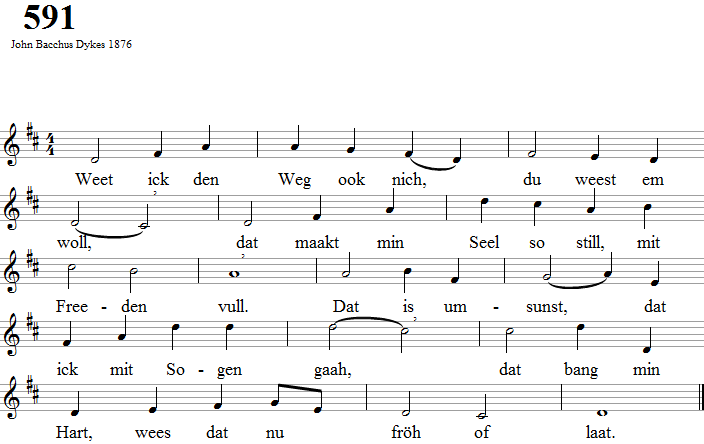 591
John Bacchus Dykes 1876
4
4
Weet ick den Weg ook nich, du weest em
woll, dat maakt min Seel so still, mit
Free - den vull. Dat is um - sunst, dat
ick mit So - gen gaah, dat bang min
Hart, wees dat nu fröh of laat.